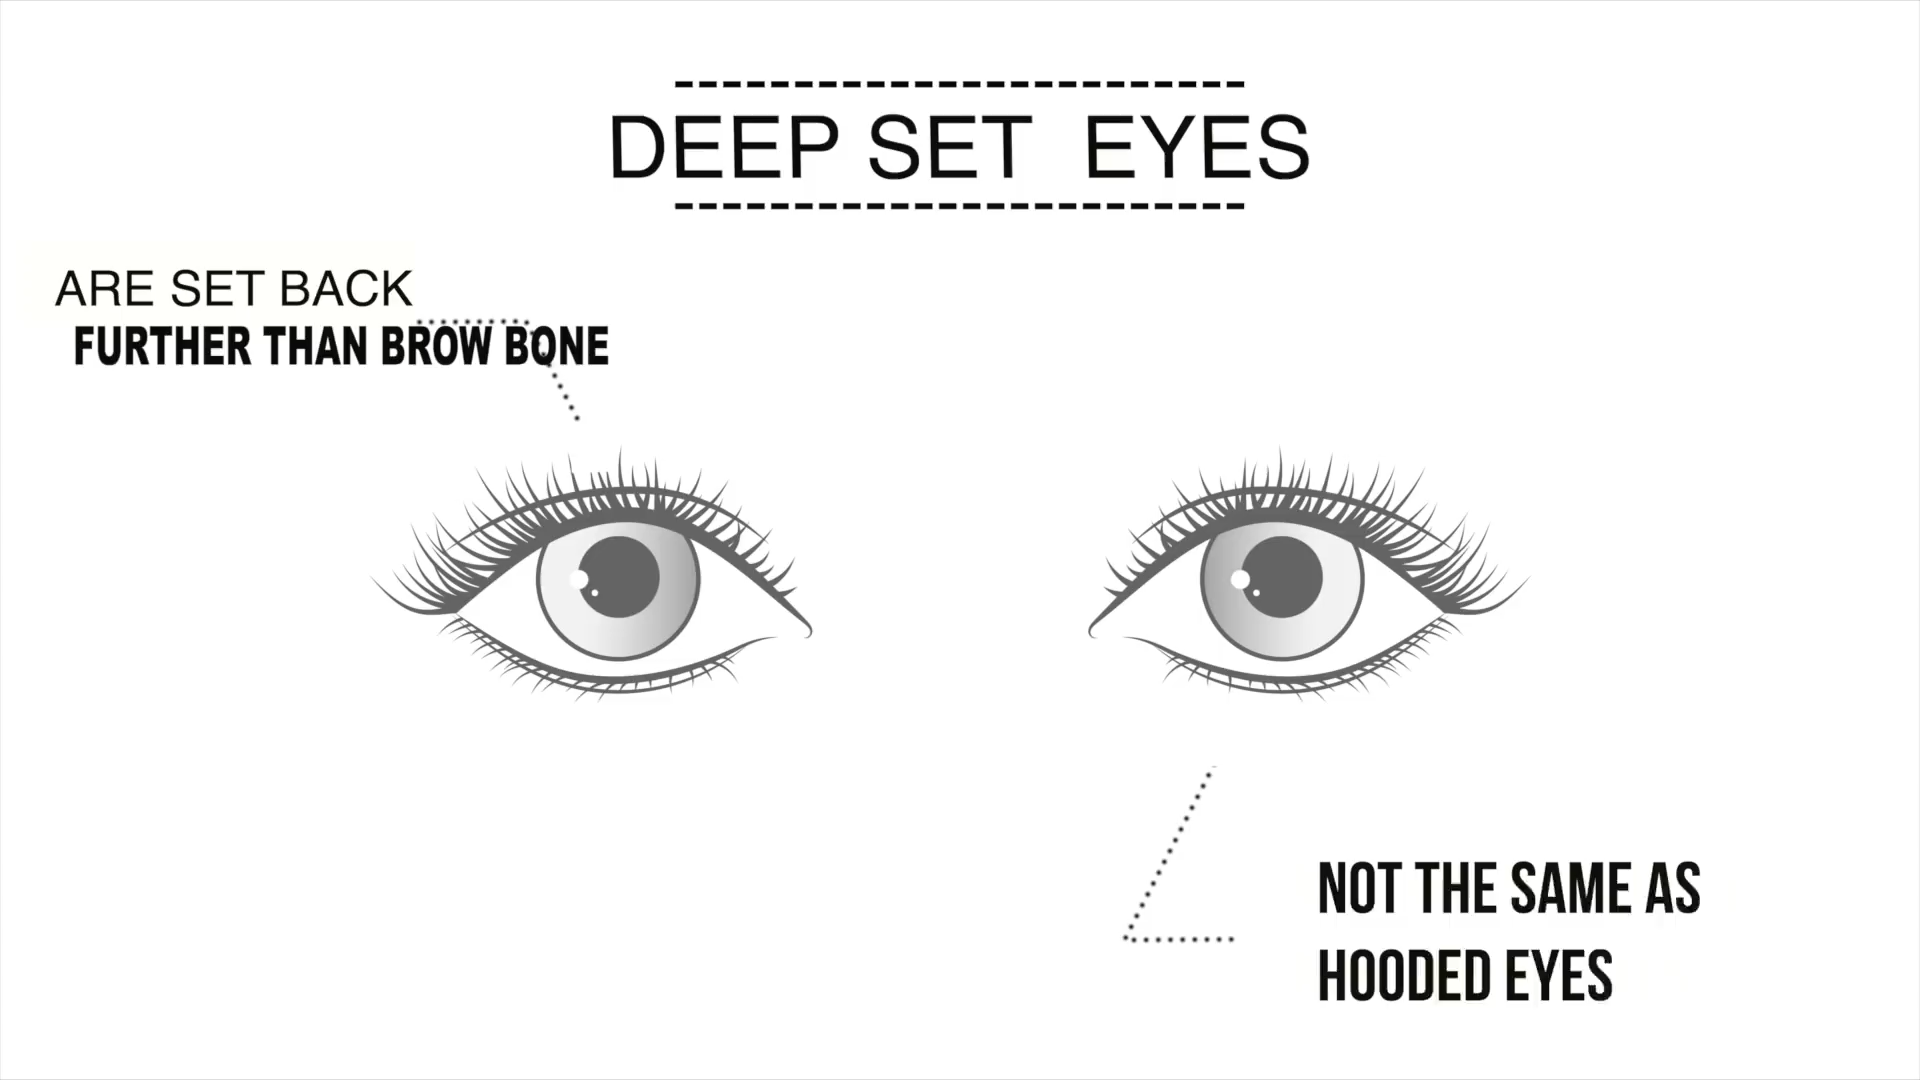 DEEP SET EYES
ARE SET BACK
FURTHER THAN BROW BONE
NOT THE SAME AS
HOODED EYES